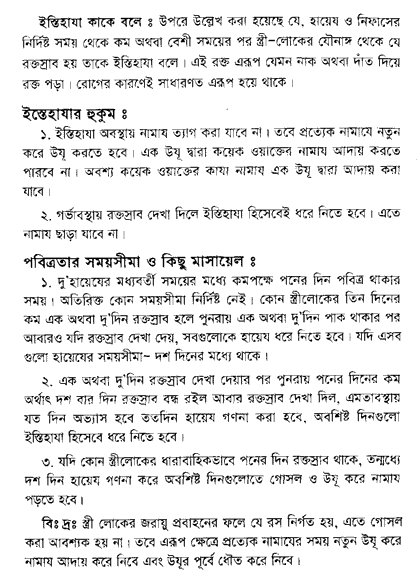 ইস্তিহাযা কাকে বলে ঃ উপরে উল্লেখ করা হয়েছে যে, হায়েয ও নিফাসের
নির্দিষ্ট সময় থেকে কম অথবা বেশী সময়ের পর স্ত্রী-লোকের যৌনাঙ্গ থেকে যে
রক্তস্রাব হয় তাকে ইস্তিহাযা বলে। এই রক্ত এরূপ যেমন নাক অথবা দাঁত দিয়ে
রক্ত পড়া। রোগের কারণেই সাধারণত এরূপ হয়ে থাকে।
ইস্তেহাযার হুকুম ঃ
১. ইস্তিহাযা অবস্থায় নামায ত্যাগ করা যাবে না। তবে প্রত্যেক নামাযে নতুন
করে উযূ করতে হবে। এক উযূ দ্বারা কয়েক ওয়াক্তের নামায আদায় করতে
পারবে না। অবশ্য কয়েক ওয়াক্তের কাযা নামায এক উযূ দ্বারা আদায় করা
যাবে।
২. গর্ভাবস্থায় রক্তস্রাব দেখা দিলে ইস্তিহাযা হিসেবেই ধরে নিতে হবে। এতে
নামায ছাড়া যাবে না।
পবিত্রতার সময়সীমা ও কিছু মাসায়েল ঃ
১. দু'হায়েযের মধ্যবর্তী সময়ের মধ্যে কমপক্ষে পনের দিন পবিত্র থাকার
সময়। অতিরিক্ত কোন সময়সীমা নির্দিষ্ট নেই। কোন স্ত্রীলোকের তিন দিনের
কম এক অথবা দু'দিন রক্তস্রাব হলে পুনরায় এক অথবা দু'দিন পাক থাকার পর
আবারও যদি রক্তস্রাব দেখা দেয়, সবগুলোকে হায়েয ধরে নিতে হবে। যদি এসব
গুলো হায়েযের সময়সীমা- দশ দিনের মধ্যে থাকে।
২. এক অথবা দু'দিন রক্তস্রাব দেখা দেয়ার পর পুনরায় পনের দিনের কম
অর্থাৎ দশ বার দিন রক্তস্রাব বন্ধ রইল আবার রক্তস্রাব দেখা দিল, এমতাবস্থায়
যত দিন অভ্যাস হবে ততদিন হায়েয গণনা করা হবে, অবশিষ্ট দিনগুলো
ইস্তিহাযা হিসেবে ধরে নিতে হবে।
৩. যদি কোন স্ত্রীলোকের ধারাবাহিকভাবে পনের দিন রক্তস্রাব থাকে, তন্মধ্যে
দশ দিন হায়েয গণনা করে অবশিষ্ট দিনগুলোতে গোসল ও উযূ করে নামায
পড়তে হবে।
বিঃ দ্রঃ স্ত্রী লোকের জরায়ু প্রবাহনের ফলে যে রস নির্গত হয়, এতে গোসল
করা আবশ্যক হয় না। তবে এরূপ ক্ষেত্রে প্রত্যেক নামাযের সময় নতুন উযূ করে
নামায আদায় করে নিবে এবং উযূর পূর্বে ধৌত করে নিবে।